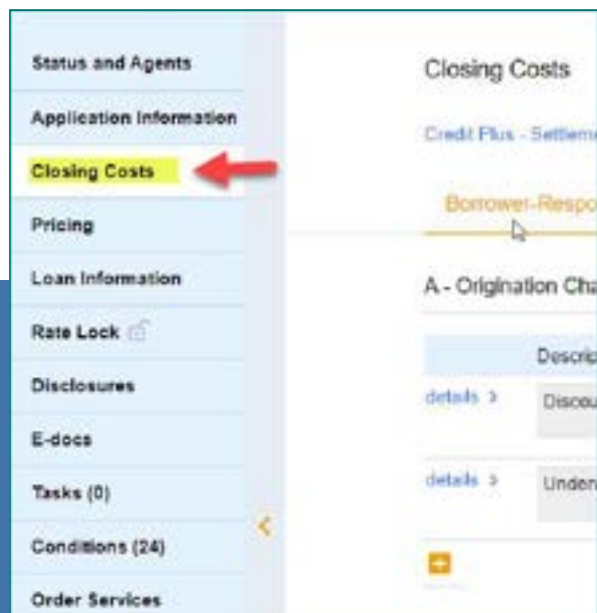 Status and Agents
Application Information
Closing Costs
Pricing
Loan Information
Rate Lock
Disclosures
E-docs
Tasks (0)
Conditions (24)
Order Services
Closing Costs
Credit Plus - Settleme
Borrower-Respo
A - Origination Cha
Descrip
details >
Discou
details >
Under